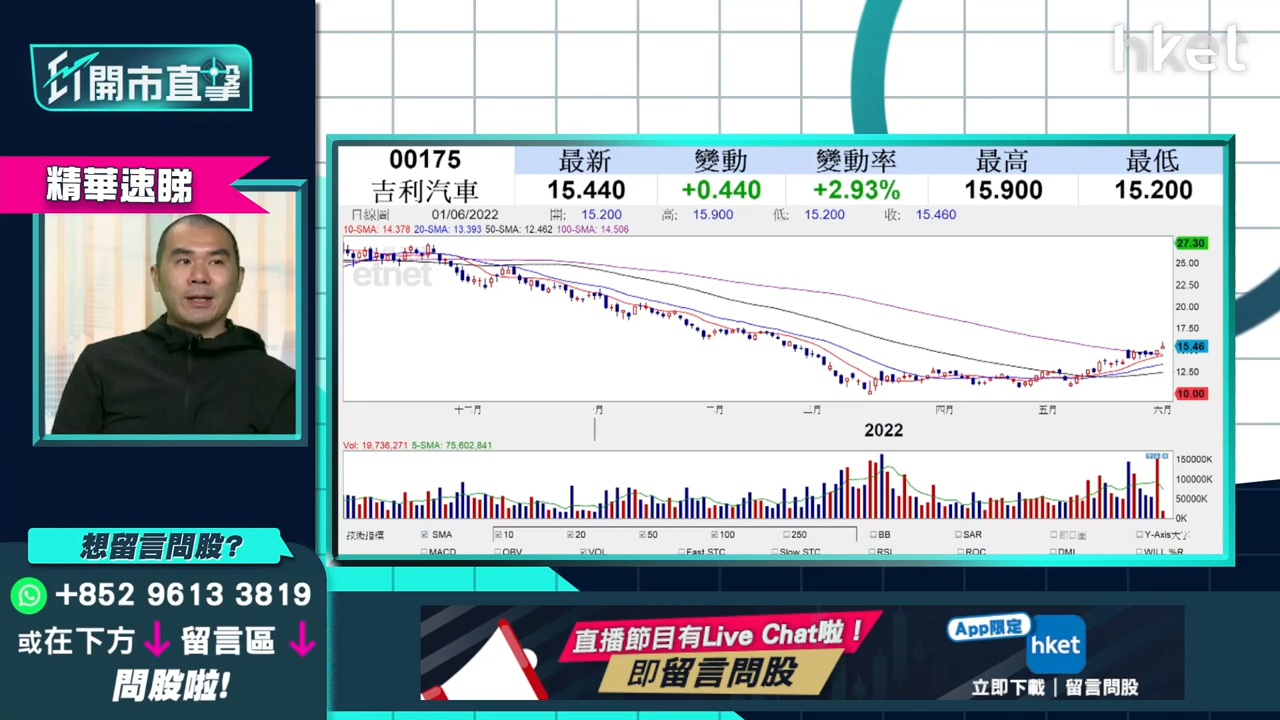 開市直擊
hket
精華速睇
00175
吉利汽車
最新 變動 變動率 最高 最低
15.440 +0.440 +2.93% 15.900 15.200
日線圖 01/06/2022 開: 15.200 高: 15.900 低: 15.200 收: 15.460
10-SMA: 14.378 20-SMA: 13.393 50-SMA: 12.462 100-SMA: 14.506
etnet
27.30
25.00
22.50
20.00
17.50
15.46
12.50
10.00
十二月 二月 四月 五月 六月
2022
Vol: 19,736,271 5-SMA: 75,602,841
150000K
100000K
50000K
0K
技術指標 SMA 10 20 50 100 250 BB SAR Y-Axis
MACD OBV VOL Fast STC Slow STC RSI ROC DMI WILL %R
想留言問股?
+852 9613 3819
或在下方 留言區
問股啦!
直播節目有Live Chat啦！
即留言問股
App限定
hket
立即下載 | 留言問股